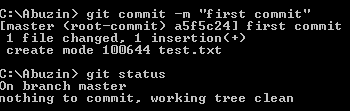 C:\Abuzin>git commit -m "first commit"
[master (root-commit) a5f5c24] first commit
 1 file changed, 1 insertion(+)
 create mode 100644 test.txt

C:\Abuzin>git status
On branch master
nothing to commit, working tree clean